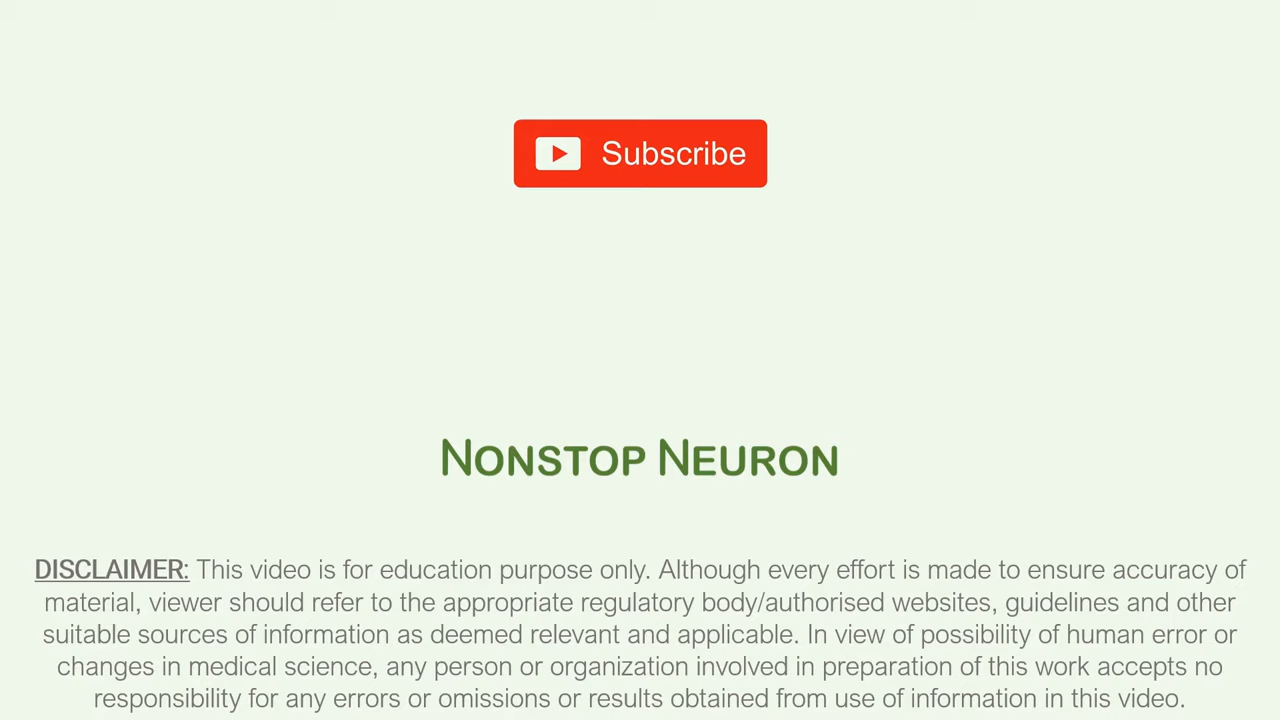 Subscribe
NONSTOP NEURON
DISCLAIMER: This video is for education purpose only. Although every effort is made to ensure accuracy of
material, viewer should refer to the appropriate regulatory body/authorised websites, guidelines and other
suitable sources of information as deemed relevant and applicable. In view of possibility of human error or
changes in medical science, any person or organization involved in preparation of this work accepts no
responsibility for any errors or omissions or results obtained from use of information in this video.